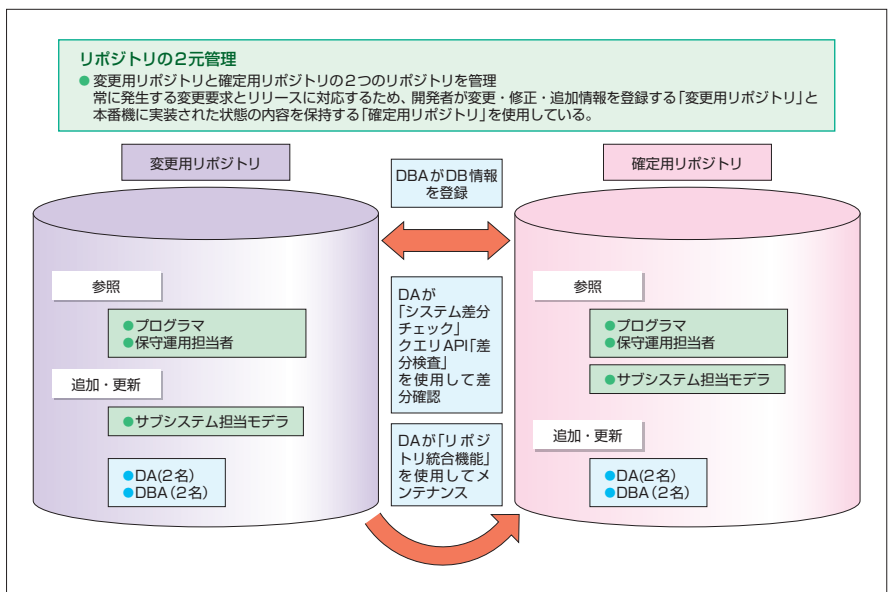 リポジトリの2元管理
●変更用リポジトリと確定用リポジトリの2つのリポジトリを管理
常に発生する変更要求とリリースに対応するため、開発者が変更・修正・追加情報を登録する「変更用リポジトリ」と
本番機に実装された状態の内容を保持する「確定用リポジトリ」を使用している。
変更用リポジトリ
参照
●プログラマ
●保守運用担当者
追加・更新
●サブシステム担当モデラ
●DA(2名)
●DBA(2名)
DBAがDB情報
を登録
DAが
「システム差分
チェック」
クエリAPI「差
分検査」
を使用して差
分確認
DAが「リポジ
トリ統合機能」
を使用してメ
ンテナンス
確定用リポジトリ
参照
●プログラマ
●保守運用担当者
●サブシステム担当モデラ
追加・更新
●DA(2名)
●DBA(2名)